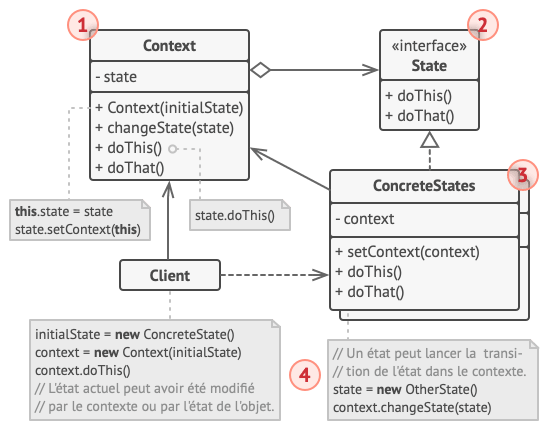 1
Context
- state
+ Context(initialState)
+ changeState(state)
+ doThis()
+ doThat()
2
«interface»
State
+ doThis()
+ doThat()
this.state = state
state.setContext(this)
state.doThis()
3
ConcreteStates
- context
+ setContext(context)
+ doThis()
+ doThat()
Client
initialState = new ConcreteState()
context = new Context(initialState)
context.doThis()
// L'état actuel peut avoir été modifié
// par le contexte ou par l'état de l'objet.
4
// Un état peut lancer la transi-
// tion de l'état dans le contexte.
state = new OtherState()
context.changeState(state)